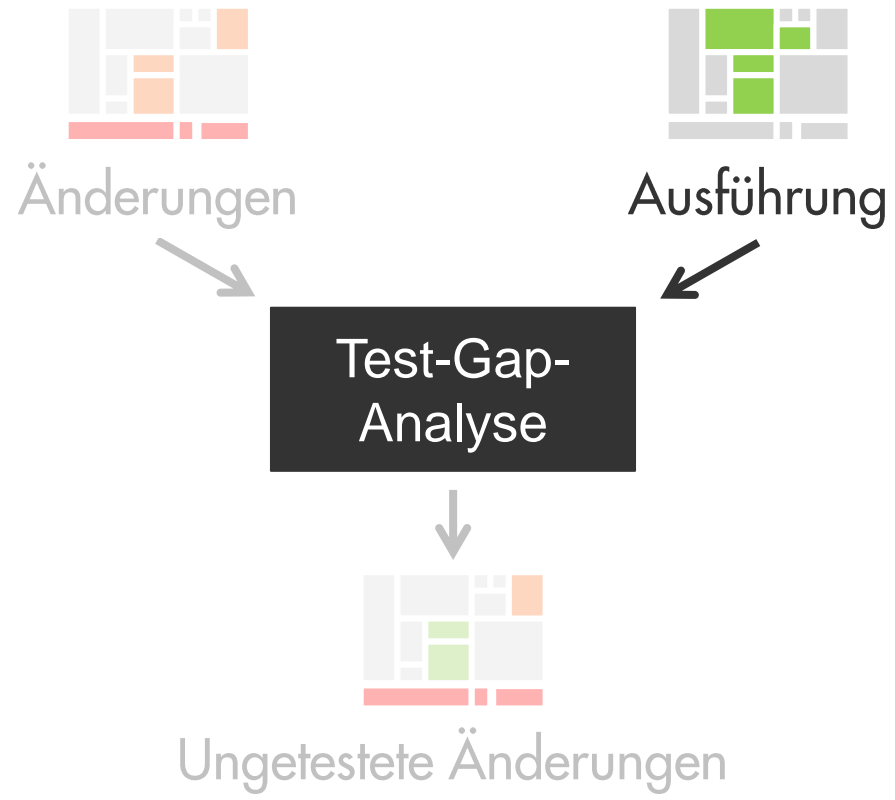 Änderungen
Ausführung
Test-Gap-
Analyse
Ungetestete Änderungen